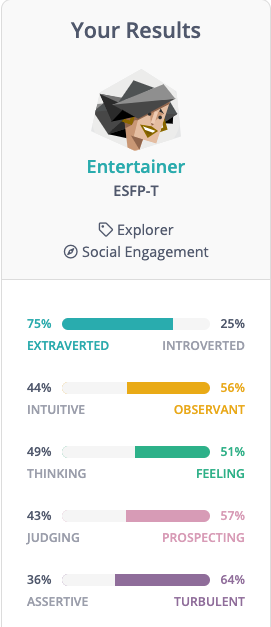 Your Results
Entertainer
ESFP-T
Explorer
Social Engagement
75% 25%
EXTRAVERTED INTROVERTED
44% 56%
INTUITIVE OBSERVANT
49% 51%
THINKING FEELING
43% 57%
JUDGING PROSPECTING
36% 64%
ASSERTIVE TURBULENT